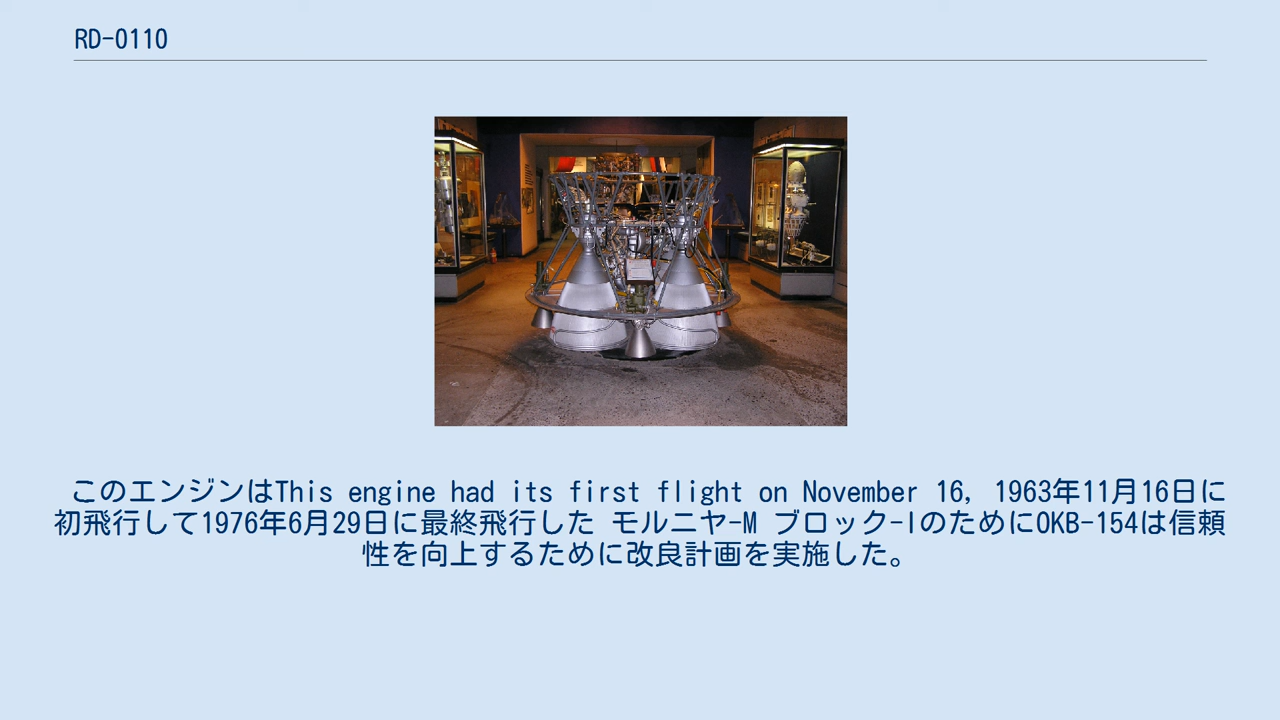 RD-0110
このエンジンはThis engine had its first flight on November 16, 1963年11月16日に
初飛行して1976年6月29日に最終飛行した モルニヤ-M ブロック-IのためにOKB-154は信頼
性を向上するために改良計画を実施した。